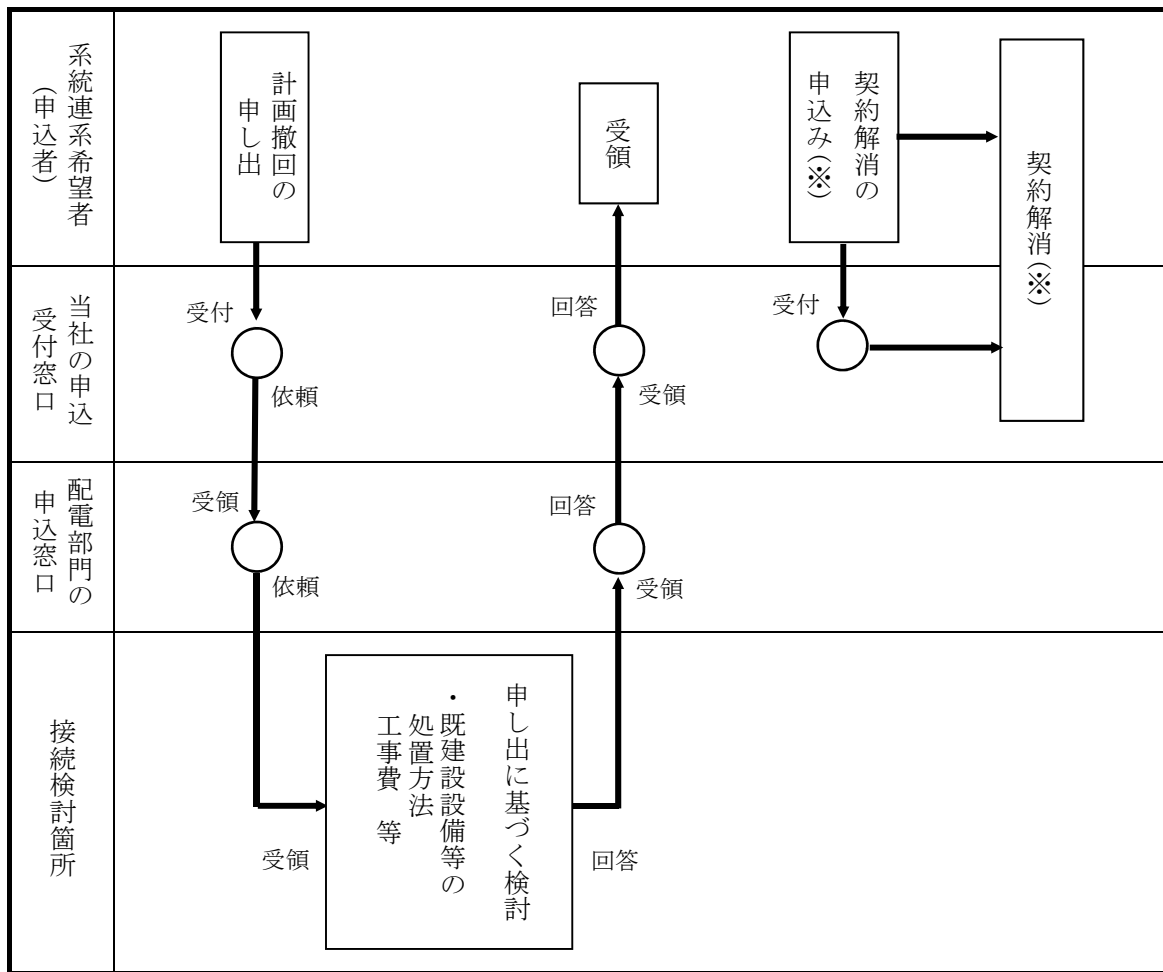 系統連系希望者
(申込者)
計画撤回の
申し出
受領
契約解消の
申込み(※)
契約解消(※)
当社の申込
受付窓口
受付
依頼
回答
受領
受付
配電部門の
申込窓口
受領
依頼
回答
受領
接続検討箇所
受領
申し出に基づく検討
・既建設設備等の
処置方法
工事費 等
回答